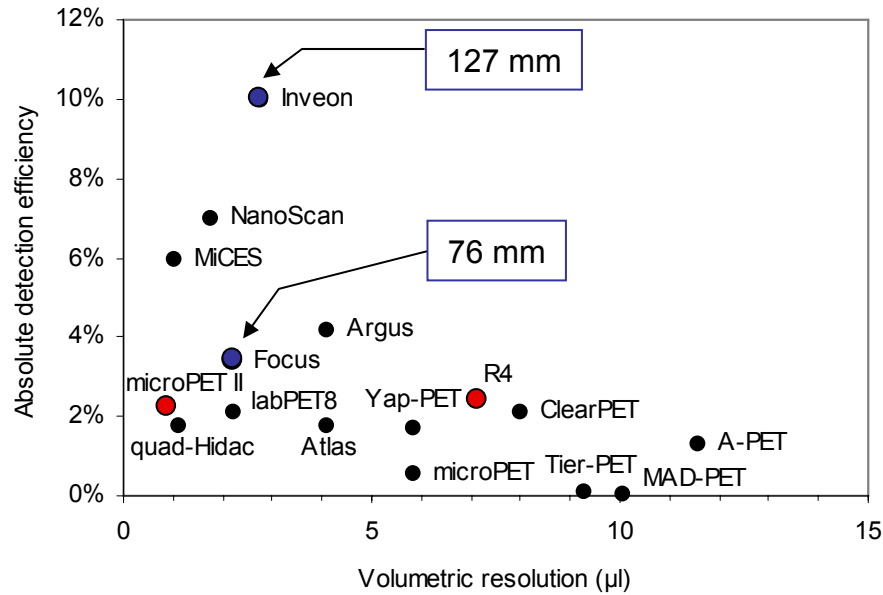 12%
127 mm
10%
Inveon
Absolute detection efficiency
8%
NanoScan
6%
MiCES
76 mm
4%
Argus
Focus
microPET II
R4
labPET8
Yap-PET
ClearPET
2%
quad-Hidac
Atlas
A-PET
microPET
Tier-PET
MAD-PET
0%
0
5
10
15
Volumetric resolution (µl)